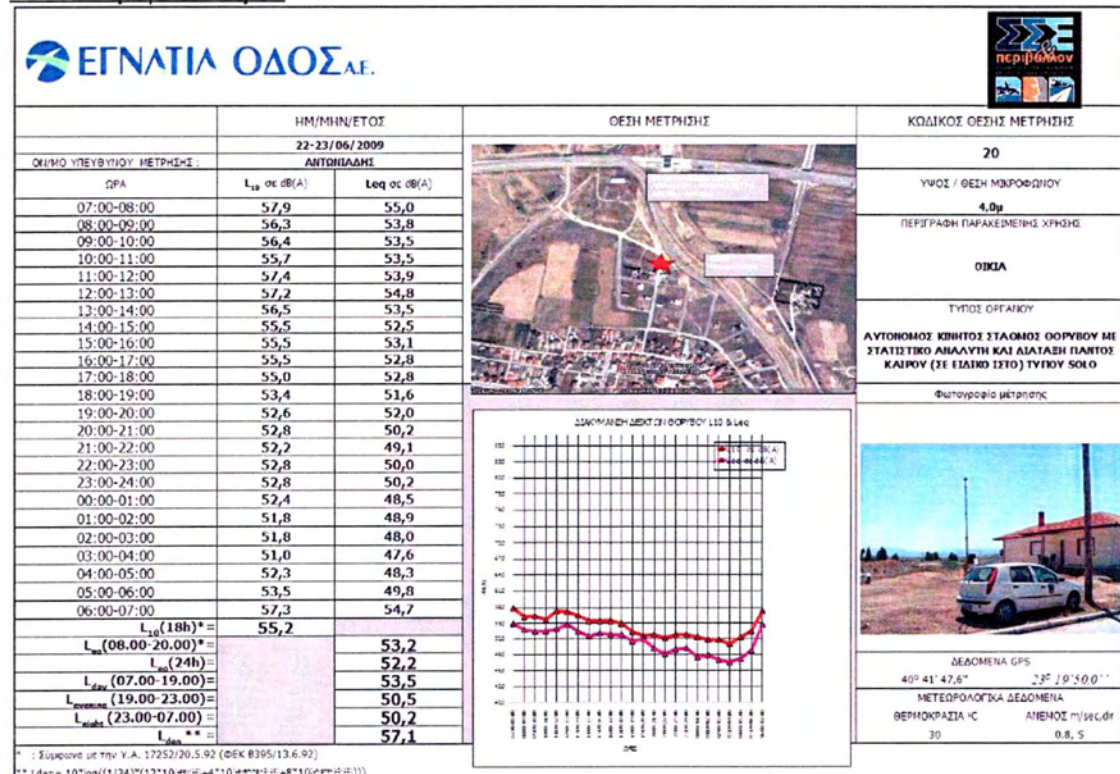 ΕΓΝΑΤΙΑ ΟΔΟΣ Α.Ε.
ΣΣΕ
&
περιβάλλον
ΗΜ/ΜΗΝ/ΕΤΟΣ
ΘΕΣΗ ΜΕΤΡΗΣΗΣ
ΚΩΔΙΚΟΣ ΘΕΣΗΣ ΜΕΤΡΗΣΗΣ
22-23/06/2009
20
ΟΝ/ΜΟ ΥΠΕΥΘΥΝΟΥ ΜΕΤΡΗΣΗΣ :
ΑΝΤΩΝΙΑΔΗΣ
ΩΡΑ L10 σε dB(A) Leq σε dB(A)
07:00-08:00 57,9 55,0
08:00-09:00 56,3 53,8
09:00-10:00 56,4 53,5
10:00-11:00 55,7 53,5
11:00-12:00 57,4 53,9
12:00-13:00 57,2 54,8
13:00-14:00 56,5 53,5
14:00-15:00 55,5 52,5
15:00-16:00 55,5 53,1
16:00-17:00 55,5 52,8
17:00-18:00 55,0 52,8
18:00-19:00 53,4 51,6
19:00-20:00 52,6 52,0
20:00-21:00 52,8 50,2
21:00-22:00 52,2 49,1
22:00-23:00 52,8 50,0
23:00-24:00 52,8 50,2
00:00-01:00 52,4 48,5
01:00-02:00 51,8 48,9
02:00-03:00 51,8 48,0
03:00-04:00 51,0 47,6
04:00-05:00 52,3 48,3
05:00-06:00 53,5 49,8
06:00-07:00 57,3 54,7
L10(18h)*= 55,2
Leq(08.00-20.00)*= 53,2
Leq(24h)= 52,2
Lday (07.00-19.00)= 53,5
Levening (19.00-23.00)= 50,5
Lnight (23.00-07.00) = 50,2
Lden ** = 57,1
ΥΨΟΣ / ΘΕΣΗ ΜΙΚΡΟΦΩΝΟΥ
4,0μ
ΠΕΡΙΓΡΑΦΗ ΠΑΡΑΚΕΙΜΕΝΗΣ ΧΡΗΣΗΣ
ΟΙΚΙΑ
ΤΥΠΟΣ ΟΡΓΑΝΟΥ
ΑΥΤΟΝΟΜΟΣ ΚΙΝΗΤΟΣ ΣΤΑΘΜΟΣ ΘΟΡΥΒΟΥ ΜΕ
ΣΤΑΤΙΣΤΙΚΟ ΑΝΑΛΥΤΗ ΚΑΙ ΔΙΑΤΑΞΗ ΠΑΝΤΟΣ
ΚΑΙΡΟΥ (ΣΕ ΕΙΔΙΚΟ ΙΣΤΟ) ΤΥΠΟΥ SOLO
Φωτογραφία μέτρησης
ΔΙΑΚΥΜΑΝΣΗ ΔΕΙΚΤΩΝ ΘΟΡΥΒΟΥ L10 & Leq
ΔΕΔΟΜΕΝΑ GPS
40º 41' 47,6" 23º 19'50.0''
ΜΕΤΕΩΡΟΛΟΓΙΚΑ ΔΕΔΟΜΕΝΑ
ΘΕΡΜΟΚΡΑΣΙΑ ºC ΑΝΕΜΟΣ m/sec,dr
30 0.8, S
* : Σύμφωνα με την Υ.Α. 17252/20.5.92 (ΦΕΚ Β395/13.6.92)